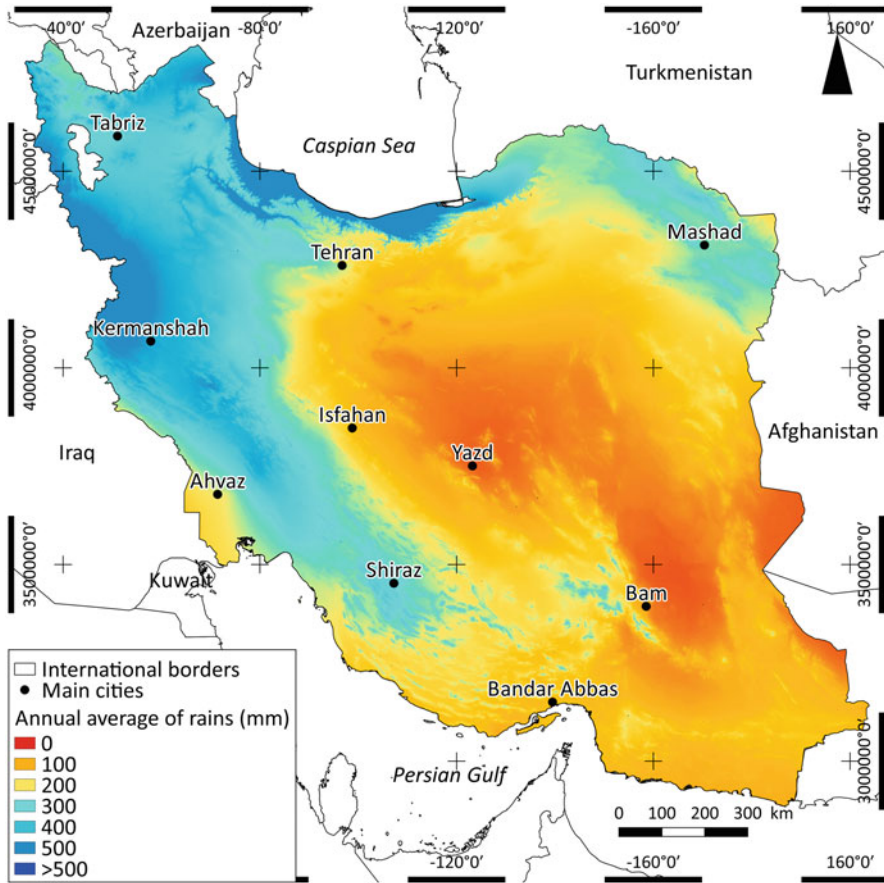 40°0′
-80°0′
-120°0′
-160°0′
160°0′
Azerbaijan
Turkmenistan
Tabriz
Caspian Sea
4500000°0′
4500000°0′
Mashad
Tehran
Kermanshah
4000000°0′
4000000°0′
Isfahan
Afghanistan
Iraq
Yazd
Ahvaz
3500000°0′
3500000°0′
Kuwait
Shiraz
Bam
International borders
Main cities
Bandar Abbas
Annual average of rains (mm)
0
100
200
300
400
500
>500
Persian Gulf
3000000°0′
0 100 200 300 km
-120°0′
-160°0′
160°0′